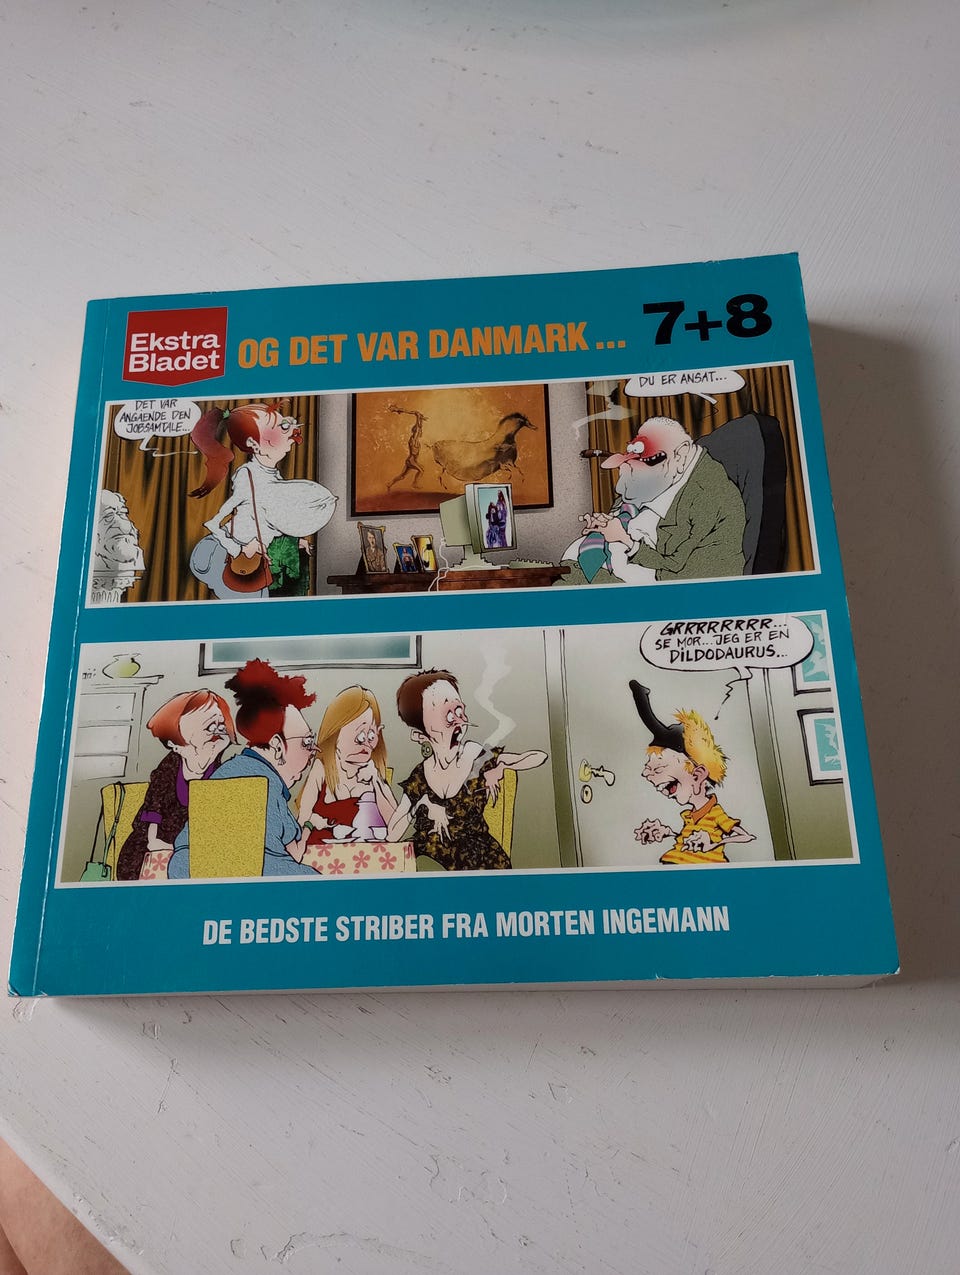 Ekstra
Bladet
OG DET VAR DANMARK...
7+8
DET VAR
ANGAENDE DEN
JOBSAMTALE...
DU ER ANSAT...
GRRRRRRRR...
SE MOR...JEG ER EN
DILDODAURUS...
DE BEDSTE STRIBER FRA MORTEN INGEMANN